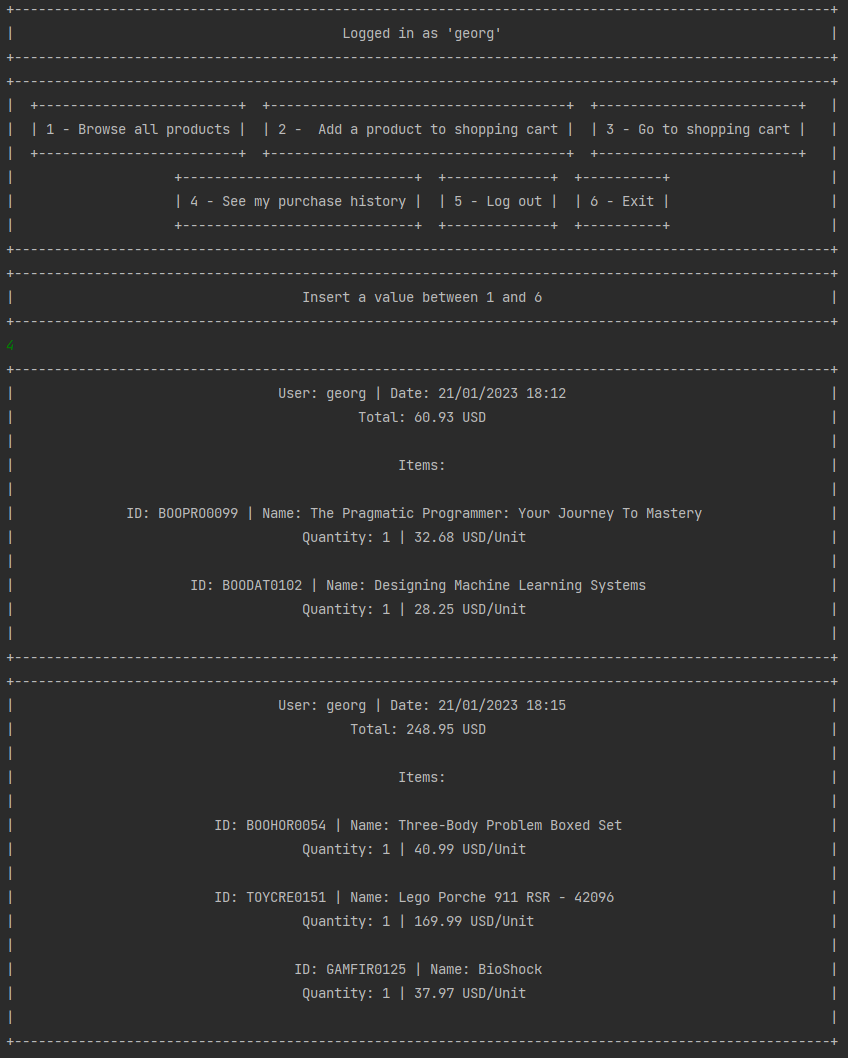 Logged in as 'georg'
1 - Browse all products | 2 -  Add a product to shopping cart | 3 - Go to shopping cart
4 - See my purchase history | 5 - Log out | 6 - Exit
Insert a value between 1 and 6
4
User: georg | Date: 21/01/2023 18:12
Total: 60.93 USD
Items:
ID: BOOPRO0099 | Name: The Pragmatic Programmer: Your Journey To Mastery
Quantity: 1 | 32.68 USD/Unit
ID: BOODAT0102 | Name: Designing Machine Learning Systems
Quantity: 1 | 28.25 USD/Unit
User: georg | Date: 21/01/2023 18:15
Total: 248.95 USD
Items:
ID: BOOHOR0054 | Name: Three-Body Problem Boxed Set
Quantity: 1 | 40.99 USD/Unit
ID: TOYCRE0151 | Name: Lego Porche 911 RSR - 42096
Quantity: 1 | 169.99 USD/Unit
ID: GAMFIR0125 | Name: BioShock
Quantity: 1 | 37.97 USD/Unit